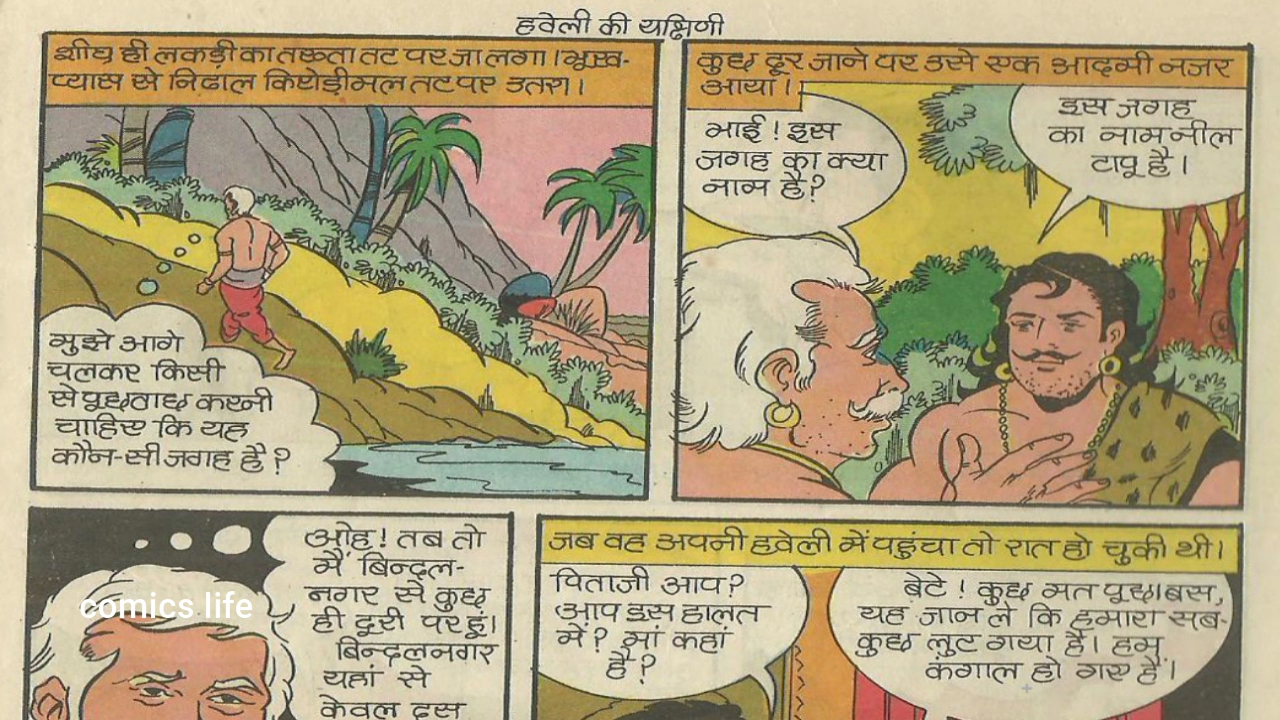 हवेली की यक्षिणी
शीघ्र ही लकड़ी का तख्ता तट पर जा लगा। भूख-
प्यास से निढाल किरोड़ीमल तट पर उतरा।
मुझे आगे
चलकर किसी
से पूछताछ करनी
चाहिए कि यह
कौन-सी जगह है?
कुछ दूर जाने पर उसे एक आदमी नजर
आया।
भाई! इस
जगह का क्या
नाम है?
इस जगह
का नाम नील
टापू है।
ओह! तब तो
मैं बिन्दल-
नगर से कुछ
ही दूरी पर हूं।
बिन्दलनगर
यहां से
केवल दस
comics life
जब वह अपनी हवेली में पहुंचा तो रात हो चुकी थी।
पिताजी आप?
आप इस हालत
में? मां कहां
है?
बेटे! कुछ मत पूछ। बस,
यह जान ले कि हमारा सब-
कुछ लुट गया है। हम
कंगाल हो गए हैं।